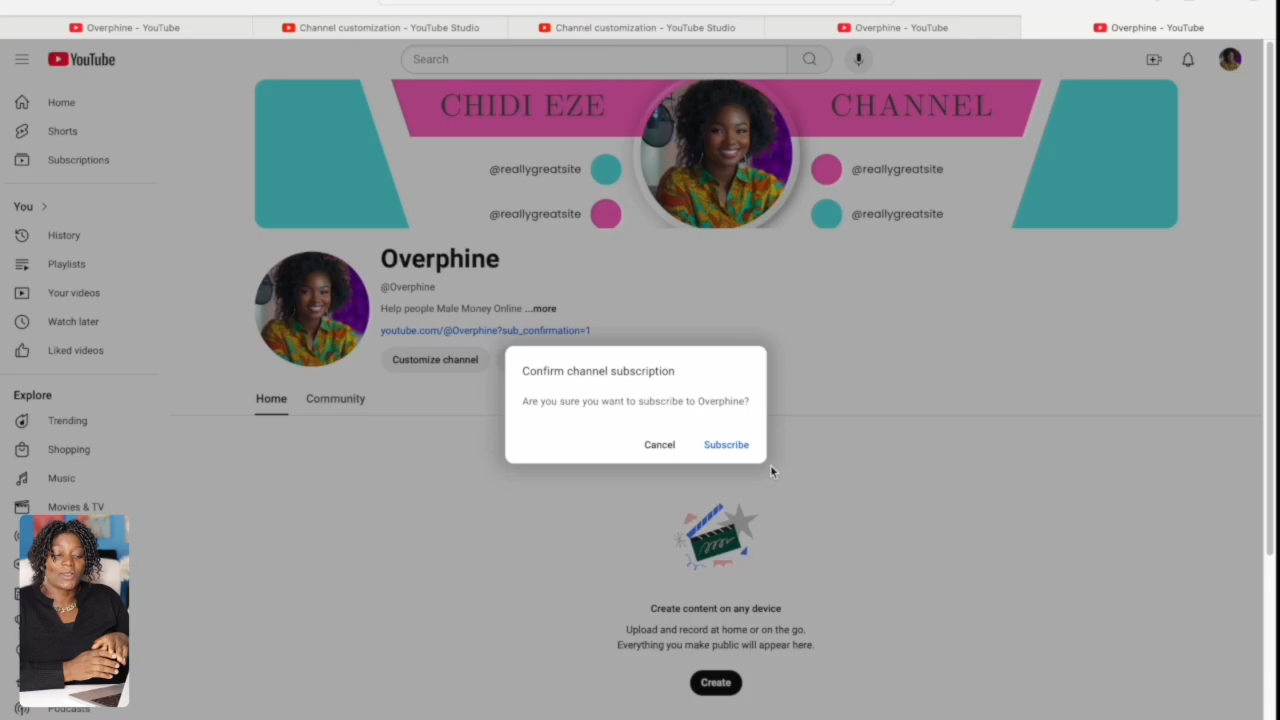 Overphine - YouTube
Channel customization - YouTube Studio
Channel customization - YouTube Studio
Overphine - YouTube
Overphine - YouTube
YouTube
Search
Home
Shorts
Subscriptions
You
History
Playlists
Your videos
Watch later
Liked videos
Explore
Trending
Shopping
Music
Movies & TV
Podcasts
CHIDI EZE
CHANNEL
@reallygreatsite
@reallygreatsite
@reallygreatsite
@reallygreatsite
Overphine
@Overphine
Help people Male Money Online ...more
youtube.com/@Overphine?sub_confirmation=1
Customize channel
Home
Community
Confirm channel subscription
Are you sure you want to subscribe to Overphine?
Cancel
Subscribe
Create content on any device
Upload and record at home or on the go.
Everything you make public will appear here.
Create